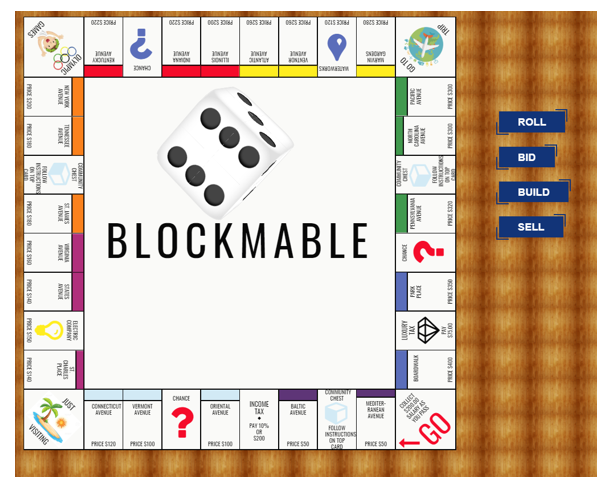 GAMES
OLYMPIC
PRICE $220
KENTUCKY
AVENUE
CHANCE
PRICE $220
INDIANA
AVENUE
PRICE $200
ILLINOIS
AVENUE
PRICE $260
ATLANTIC
AVENUE
PRICE $260
VENTNOR
AVENUE
PRICE $120
WATERWORKS
PRICE $280
MARVIN
GARDENS
GO TO
TRIP
PRICE $200
NEW YORK
AVENUE
PRICE $180
TENNESSEE
AVENUE
COMMUNITY
CHEST
FOLLOW
INSTRUCTIONS
ON TOP
CARD
PRICE $180
ST. JAMES
AVENUE
PRICE $160
VIRGINIA
AVENUE
PRICE $140
STATES
AVENUE
PRICE $150
ELECTRIC
COMPANY
PRICE $140
ST.
CHARLES
PLACE
BLOCKMABLE
PACIFIC
AVENUE
PRICE $300
NORTH
CAROLINA
AVENUE
PRICE $300
COMMUNITY
CHEST
FOLLOW
INSTRUCTIONS
ON TOP
CARD
PENNSYLVANIA
AVENUE
PRICE $320
CHANCE
PARK
PLACE
PRICE $350
LUXURY
TAX
PAY
$75.00
BOARDWALK
PRICE $400
JUST
VISITING
CONNECTICUT
AVENUE
PRICE $120
VERMONT
AVENUE
PRICE $100
CHANCE
ORIENTAL
AVENUE
PRICE $100
INCOME
TAX
PAY 10%
OR
$200
BALTIC
AVENUE
PRICE $50
COMMUNITY
CHEST
FOLLOW
INSTRUCTIONS
ON TOP
CARD
MEDITER-
RANEAN
AVENUE
PRICE $50
COLLECT
$200.00
SALARY AS
YOU PASS
GO
ROLL
BID
BUILD
SELL